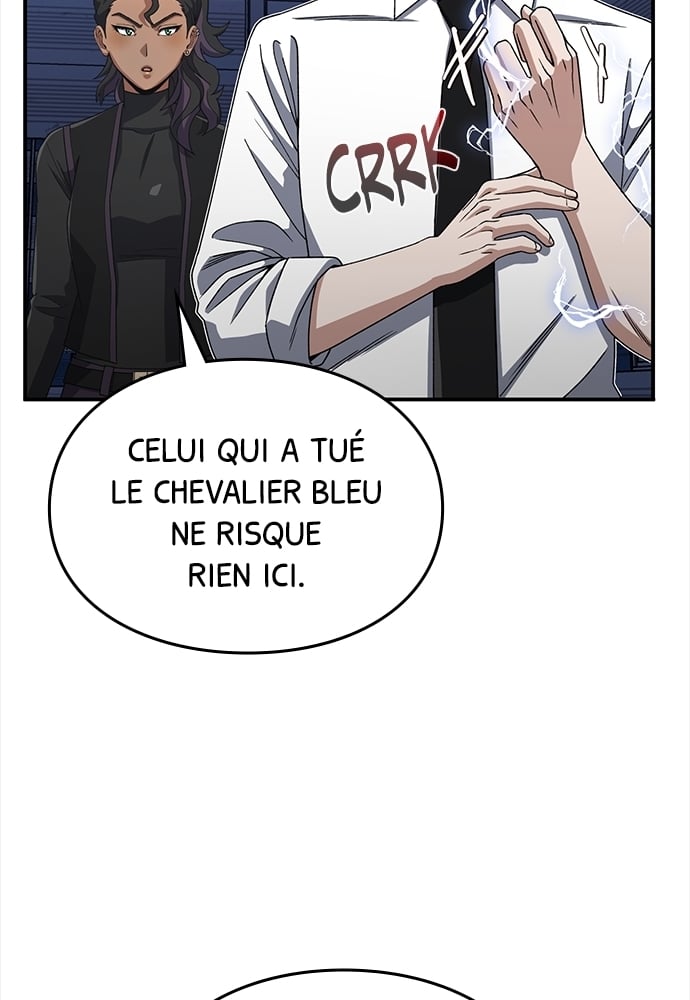 CRRK
CELUI QUI A TUÉ
LE CHEVALIER BLEU
NE RISQUE
RIEN ICI.